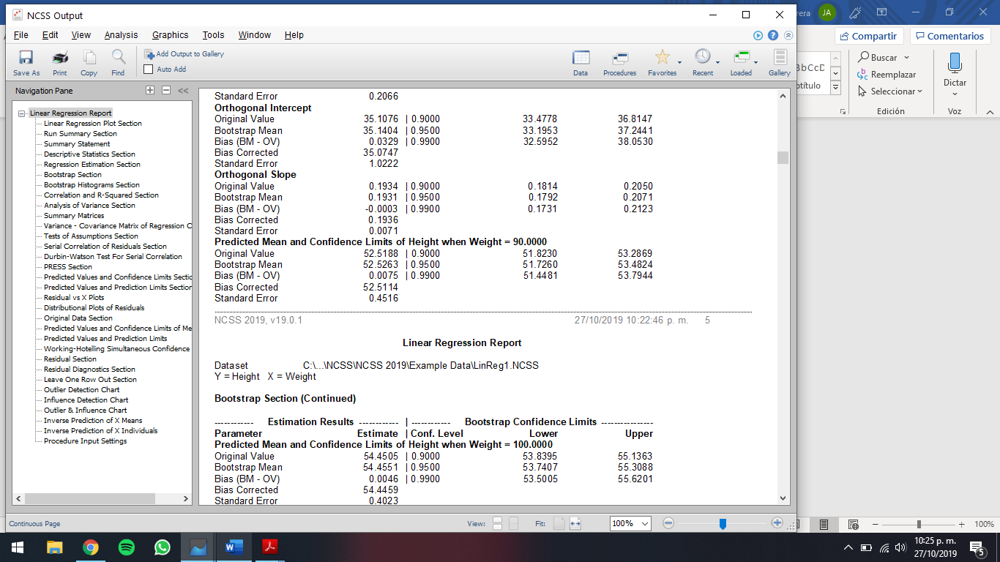 NCSS Output
rera
JA
File Edit View Analysis Graphics Tools Window Help
Compartir
Comentarios
Save As
Print
Copy
Find
Add Output to Gallery
Auto Add
Data
Procedures
Favorites
Recent
Loaded
Gallery
Buscar
Reemplazar
Seleccionar
Edición
Dictar
Voz
Navigation Pane
Linear Regression Report
Linear Regression Plot Section
Run Summary Section
Summary Statement
Descriptive Statistics Section
Regression Estimation Section
Bootstrap Section
Bootstrap Histograms Section
Correlation and R-Squared Section
Analysis of Variance Section
Summary Matrices
Variance - Covariance Matrix of Regression C
Tests of Assumptions Section
Serial Correlation of Residuals Section
Durbin-Watson Test For Serial Correlation
PRESS Section
Predicted Values and Confidence Limits Sectio
Predicted Values and Prediction Limits Section
Residual vs X Plots
Distributional Plots of Residuals
Original Data Section
Predicted Values and Confidence Limits of Me
Predicted Values and Prediction Limits
Working-Hotelling Simultaneous Confidence
Residual Section
Residual Diagnostics Section
Leave One Row Out Section
Outlier Detection Chart
Influence Detection Chart
Outlier & Influence Chart
Inverse Prediction of X Means
Inverse Prediction of X Individuals
Procedure Input Settings
Standard Error 0.2066
Orthogonal Intercept
Original Value 35.1076 | 0.9000 33.4778 36.8147
Bootstrap Mean 35.1404 | 0.9500 33.1953 37.2441
Bias (BM - OV) 0.0329 | 0.9900 32.5952 38.0530
Bias Corrected 35.0747
Standard Error 1.0222
Orthogonal Slope
Original Value 0.1934 | 0.9000 0.1814 0.2050
Bootstrap Mean 0.1931 | 0.9500 0.1792 0.2071
Bias (BM - OV) -0.0003 | 0.9900 0.1731 0.2123
Bias Corrected 0.1936
Standard Error 0.0071
Predicted Mean and Confidence Limits of Height when Weight = 90.0000
Original Value 52.5188 | 0.9000 51.8230 53.2869
Bootstrap Mean 52.5263 | 0.9500 51.7260 53.4824
Bias (BM - OV) 0.0075 | 0.9900 51.4481 53.7944
Bias Corrected 52.5114
Standard Error 0.4516
NCSS 2019, v19.0.1 27/10/2019 10:22:46 p. m. 5
Linear Regression Report
Dataset C:\...\NCSS\NCSS 2019\Example Data\LinReg1.NCSS
Y = Height X = Weight
Bootstrap Section (Continued)
------------ Estimation Results ------------ | ------------ Bootstrap Confidence Limits ----------------
Parameter Estimate | Conf. Level Lower Upper
Predicted Mean and Confidence Limits of Height when Weight = 100.0000
Original Value 54.4505 | 0.9000 53.8395 55.1363
Bootstrap Mean 54.4551 | 0.9500 53.7407 55.3088
Bias (BM - OV) 0.0046 | 0.9900 53.5005 55.6201
Bias Corrected 54.4459
Standard Error 0.4023
Continuous Page
View:
Fit:
100%
100%
10:25 p. m.
27/10/2019
5